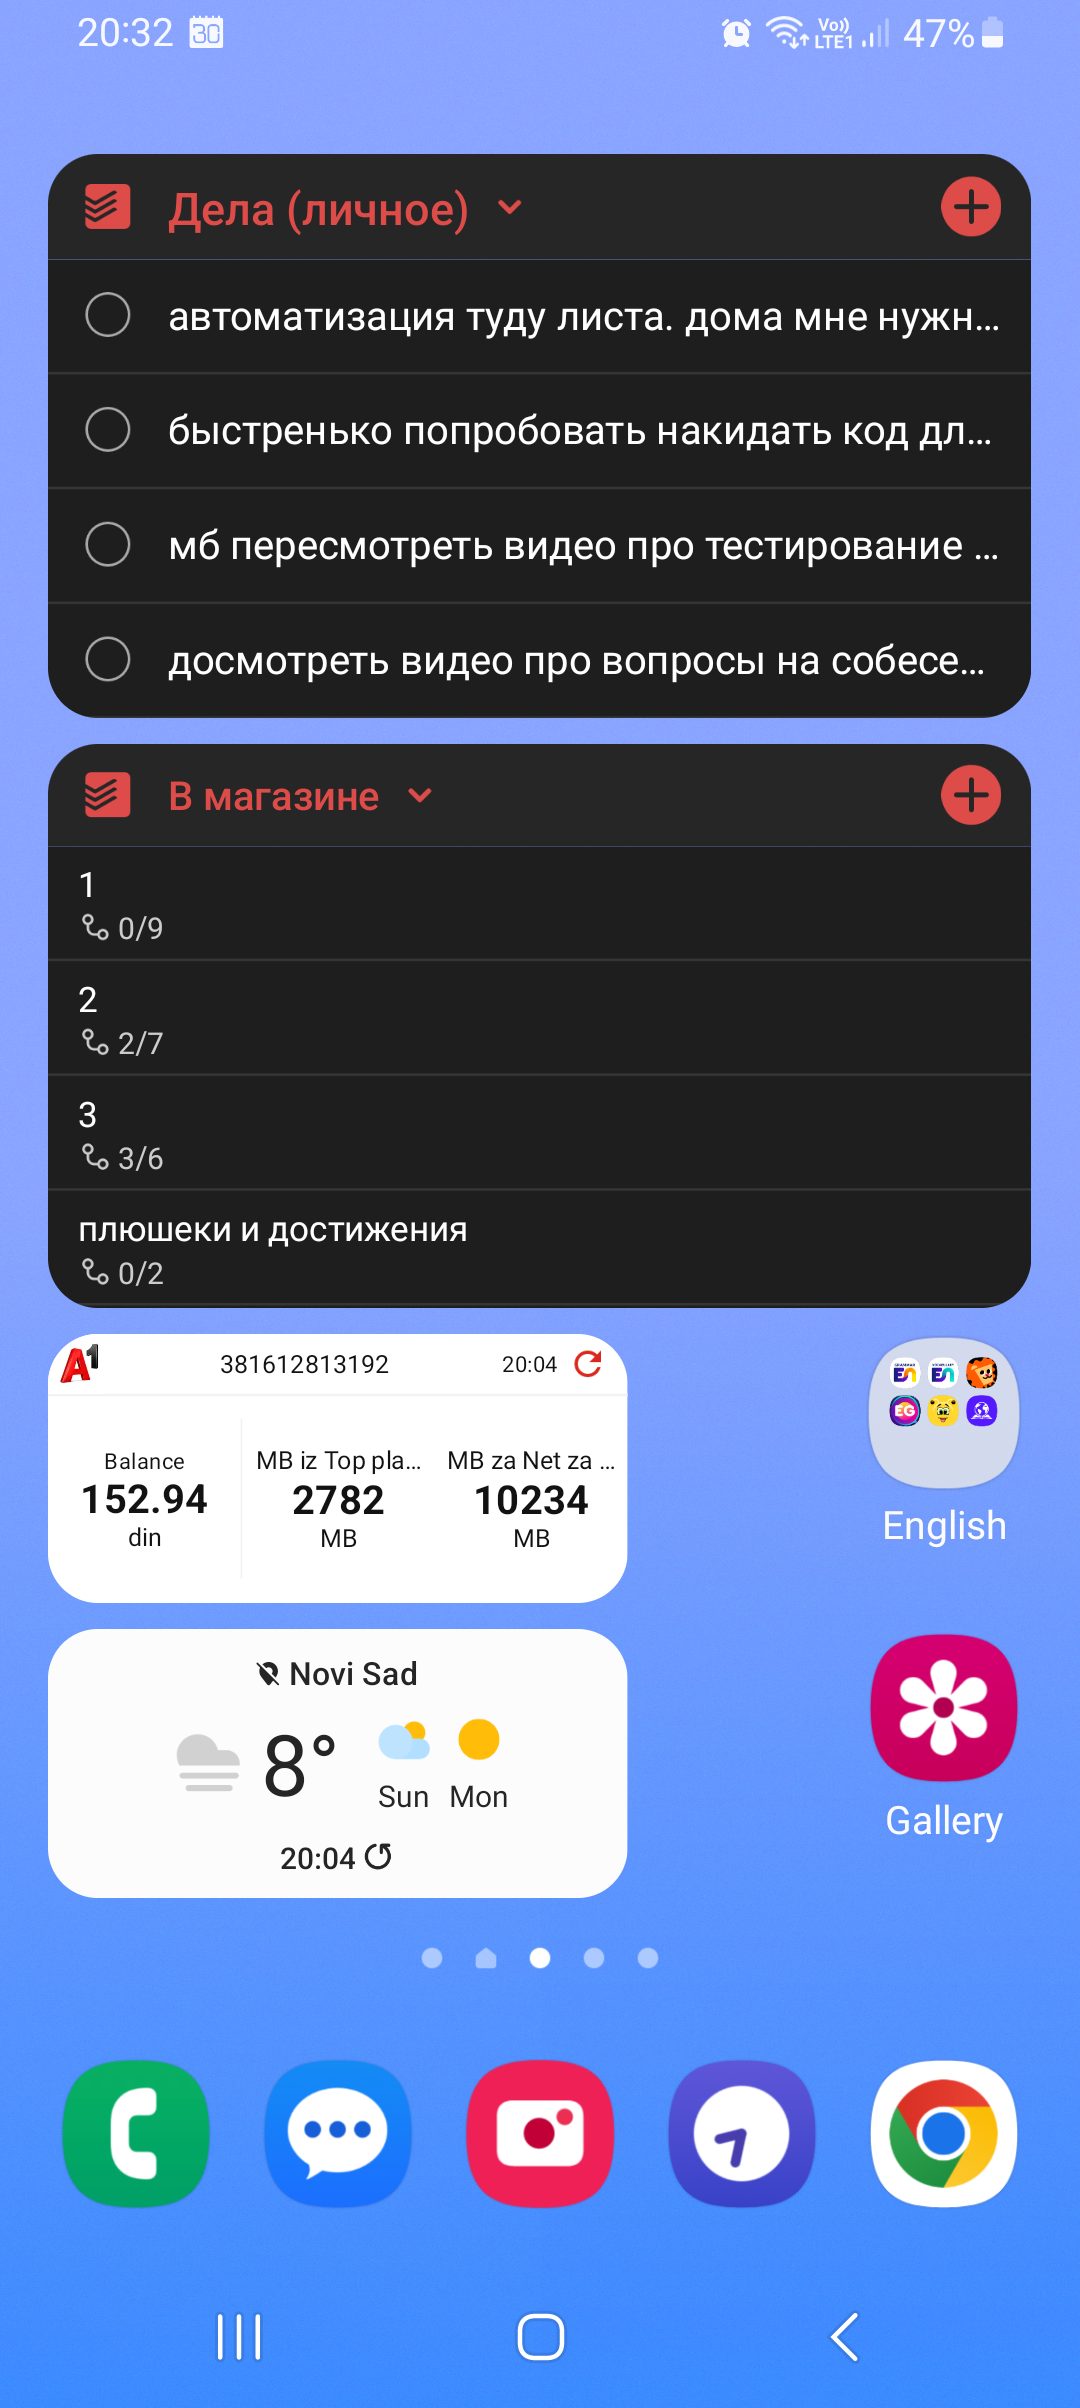 20:32 30 Vo)) LTE1 47%
Дела (личное)
автоматизация туду листа. дома мне нужн...
быстренько попробовать накидать код дл...
мб пересмотреть видео про тестирование ...
досмотреть видео про вопросы на собесе...
В магазине
1
0/9
2
2/7
3
3/6
плюшеки и достижения
0/2
A1 381612813192 20:04
Balance MB iz Top pla... MB za Net za ...
152.94 2782 10234
din MB MB
EG
English
Novi Sad
8°
Sun Mon
20:04
Gallery